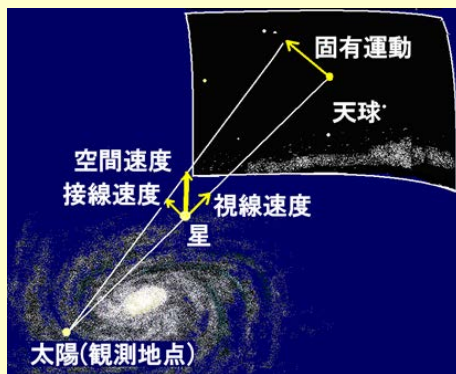 固有運動
天球
空間速度
接線速度
視線速度
星
太陽(観測地点)